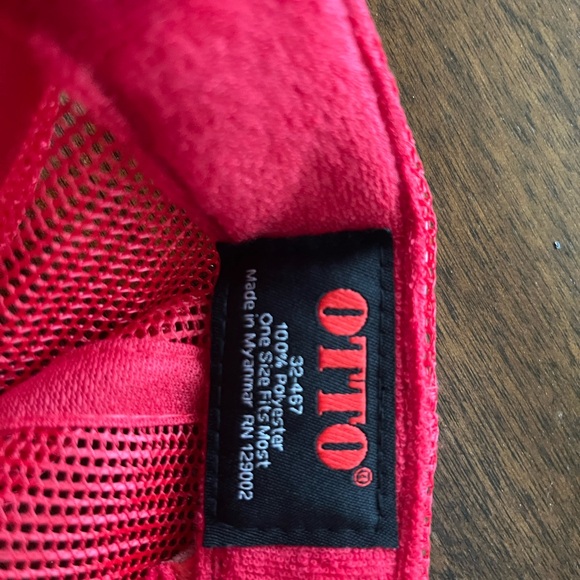 OTTO®
32-467
100% Polyester
One Size Fits Most
Made in Myanmar RN 129002